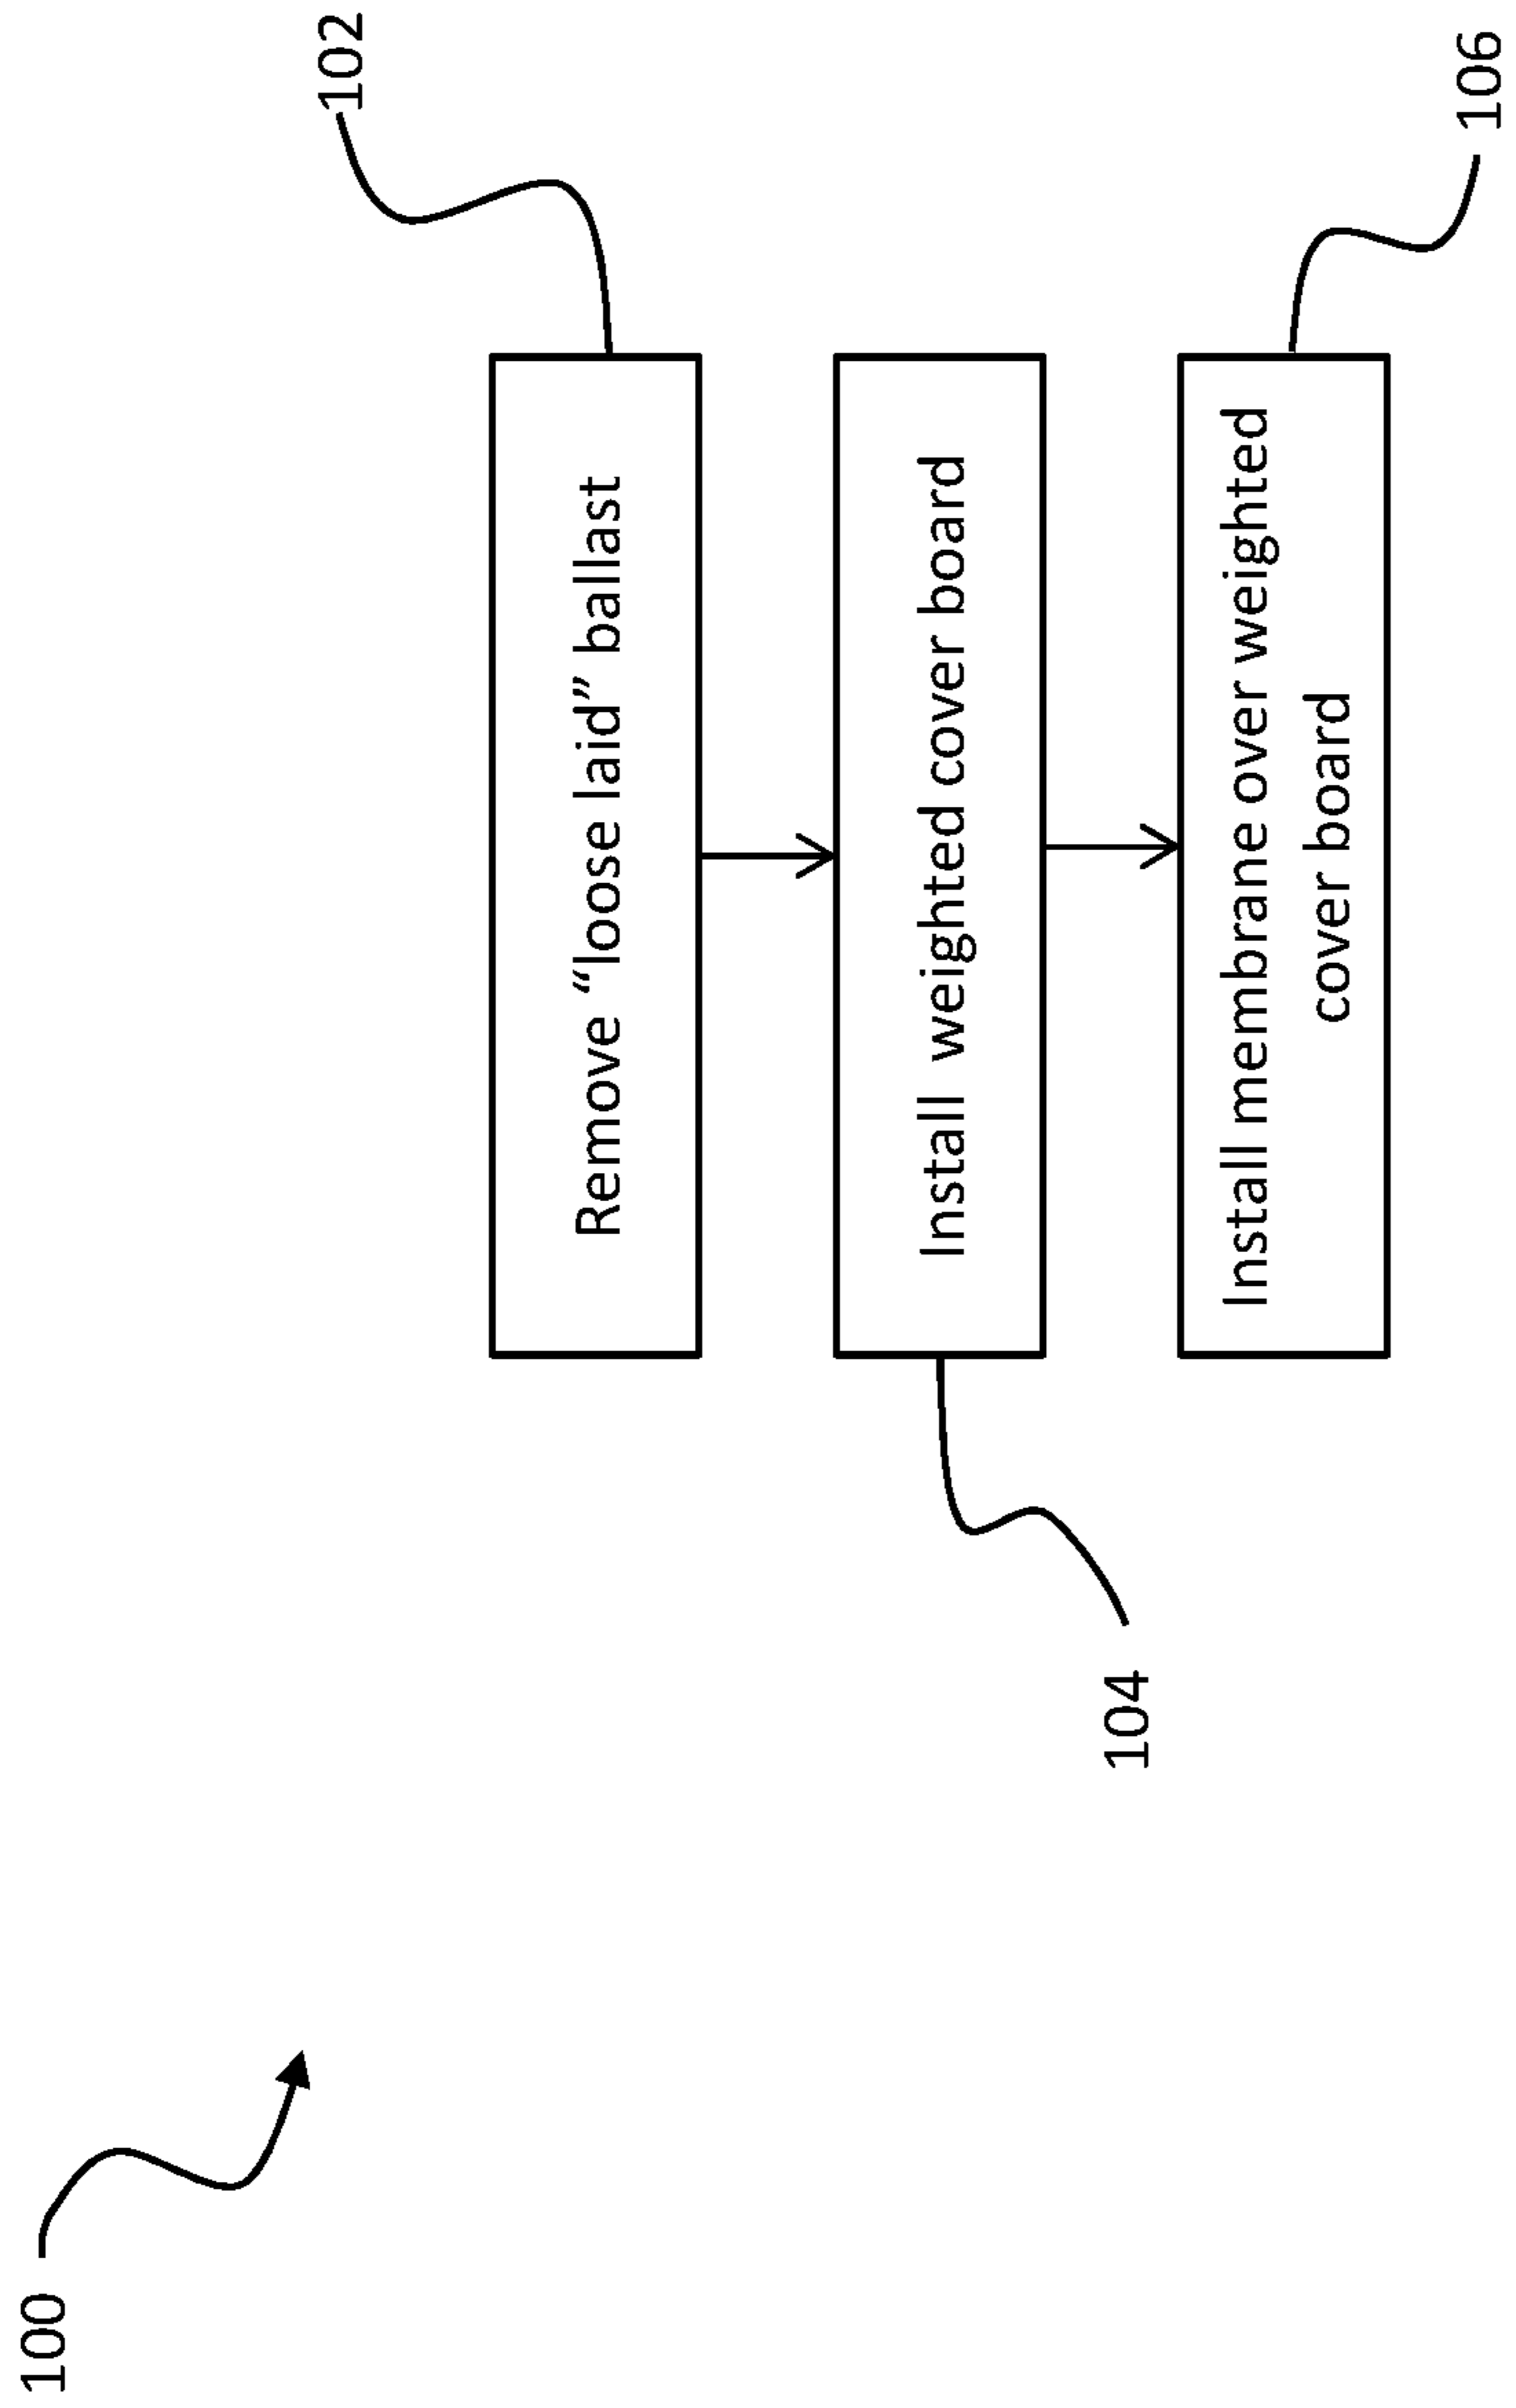 100
102
Remove “loose laid” ballast
Install weighted cover board
104
Install membrane over weighted
cover board
106